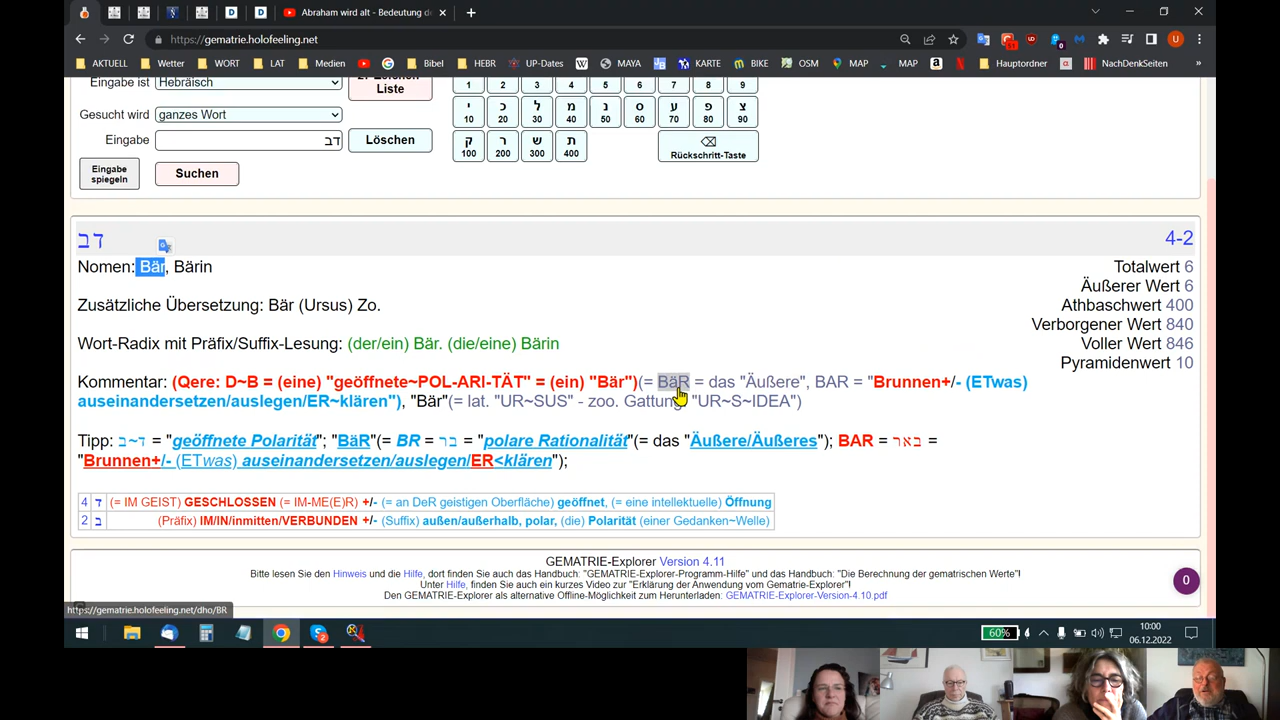 Abraham wird alt - Bedeutung de
https://gematrie.holofeeling.net
AKTUELL Wetter WORT LAT Medien Bibel HEBR UP-Dates MAYA KARTE BIKE OSM MAP MAP Hauptordner NachDenkSeiten
Eingabe ist Hebräisch
Liste
Gesucht wird ganzes Wort
Eingabe דב Löschen
Eingabe spiegeln
Suchen
1 2 3 4 5 6 7 8 9
י כ ל מ נ ס ע פ צ
10 20 30 40 50 60 70 80 90
ק ר ש ת
100 200 300 400
Rückschritt-Taste
דב 4-2
Nomen: Bär, Bärin
Totalwert 6
Äußerer Wert 6
Athbaschwert 400
Verborgener Wert 840
Voller Wert 846
Pyramidenwert 10
Zusätzliche Übersetzung: Bär (Ursus) Zo.
Wort-Radix mit Präfix/Suffix-Lesung: (der/ein) Bär. (die/eine) Bärin
Kommentar: (Qere: D~B = (eine) "geöffnete~POL-ARI-TÄT" = (ein) "Bär")(= BäR = das "Äußere", BAR = "Brunnen+/- (ETwas)
auseinandersetzen/auslegen/ER~klären"), "Bär"(= lat. "UR~SUS" - zoo. Gattung "UR~S~IDEA")
Tipp: ד~ב = "geöffnete Polarität"; "BäR"(= BR = בר = "polare Rationalität"(= das "Äußere/Äußeres"); BAR = באר =
"Brunnen+/- (ETwas) auseinandersetzen/auslegen/ER<klären";
4 ד (= IM GEIST) GESCHLOSSEN (= IM-ME(E)R) +/- (= an DeR geistigen Oberfläche) geöffnet, (= eine intellektuelle) Öffnung
2 ב (Präfix) IM/IN/inmitten/VERBUNDEN +/- (Suffix) außen/außerhalb, polar, (die) Polarität (einer Gedanken~Welle)
GEMATRIE-Explorer Version 4.11
Bitte lesen Sie den Hinweis und die Hilfe, dort finden Sie auch das Handbuch: "GEMATRIE-Explorer-Programm-Hilfe" und das Handbuch: "Die Berechnung der gematrischen Werte"!
Unter Hilfe, finden Sie auch ein kurzes Video zur "Erklärung der Anwendung vom Gematrie-Explorer"!
Den GEMATRIE-Explorer als alternative Offline-Möglichkeit zum Herunterladen: GEMATRIE-Explorer-Version-4.10.pdf
0
https://gematrie.holofeeling.net/dho/BR
60%
10:00
06.12.2022